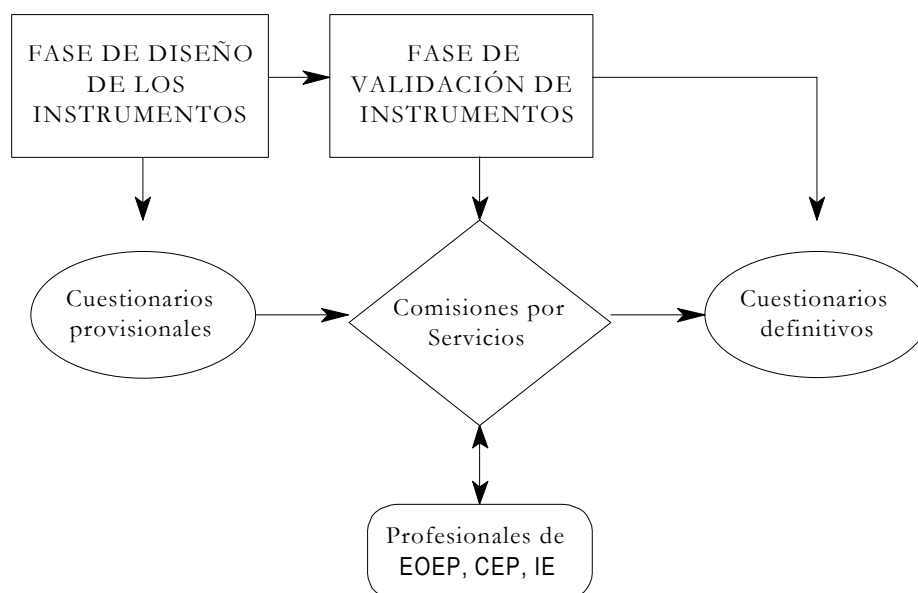 FASE DE DISEÑO
DE LOS
INSTRUMENTOS
FASE DE
VALIDACIÓN DE
INSTRUMENTOS
Cuestionarios
provisionales
Comisiones por
Servicios
Cuestionarios
definitivos
Profesionales de
EOEP, CEP, IE